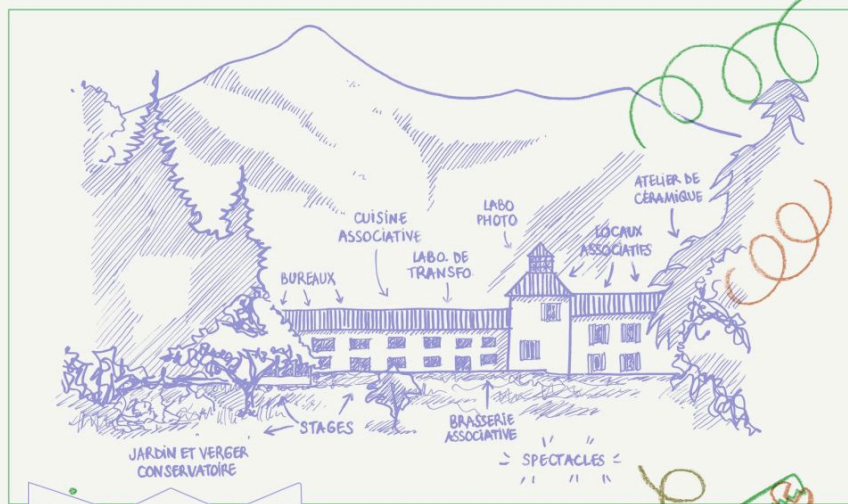 ATELIER DE
CÉRAMIQUE
LABO
PHOTO
CUISINE
ASSOCIATIVE
LOCAUX
ASSOCIATIFS
LABO. DE
TRANSFO.
BUREAUX
STAGES
BRASSERIE
ASSOCIATIVE
JARDIN ET VERGER
CONSERVATOIRE
SPECTACLES